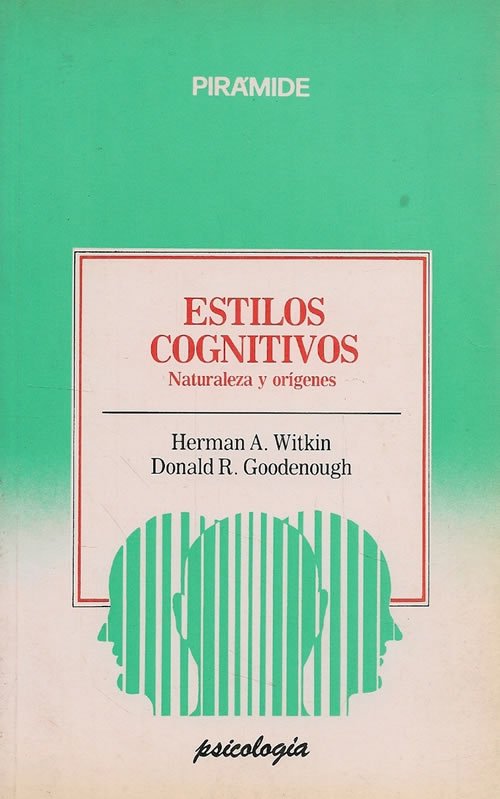 PIRÁMIDE
ESTILOS
COGNITIVOS
Naturaleza y orígenes
Herman A. Witkin
Donald R. Goodenough
psicología